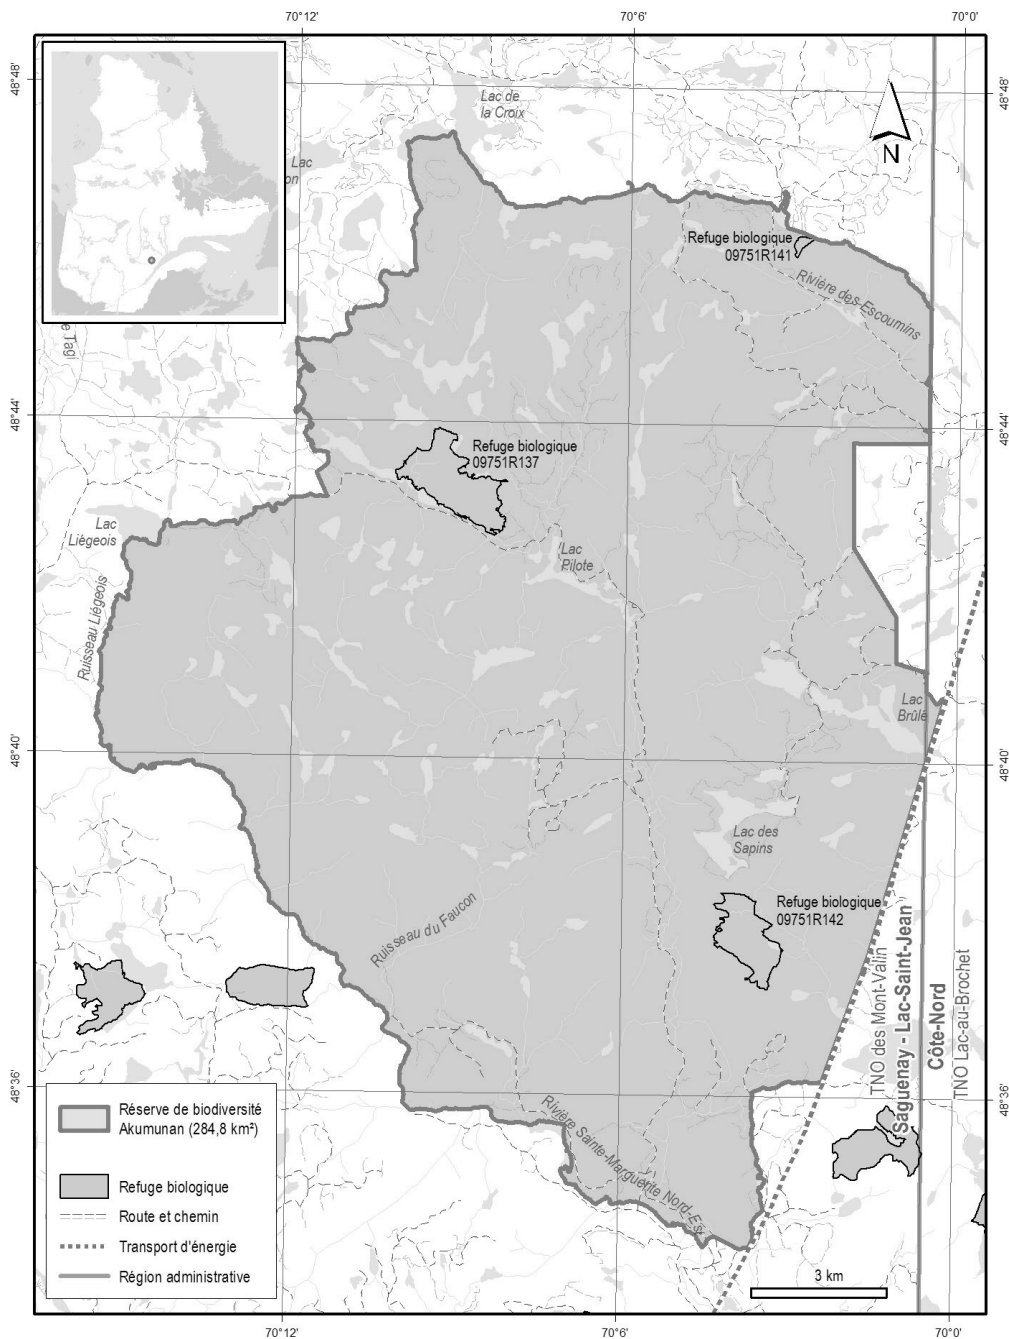 70°12'
70°6'
70°0'
48°48'
48°48'
Lac de
la Croix
Lac
on
N
Refuge biologique
09751R141
Rivière des Escoumins
e Tagi
48°44'
48°44'
Refuge biologique
09751R137
Lac
Liégeois
Lac
Pilote
Ruisseau Liégeois
Lac
Brûlé
48°40'
48°40'
Lac des
Sapins
Refuge biologique
09751R142
Ruisseau du Faucon
TNO des Mont-Valin
Saguenay - Lac-Saint-Jean
Côte-Nord
TNO Lac-au-Brochet
48°36'
48°36'
Rivière Sainte-Marguerite Nord-Est
Réserve de biodiversité
Akumunan (284,8 km²)
Refuge biologique
Route et chemin
Transport d'énergie
Région administrative
3 km
70°12'
70°6'
70°0'